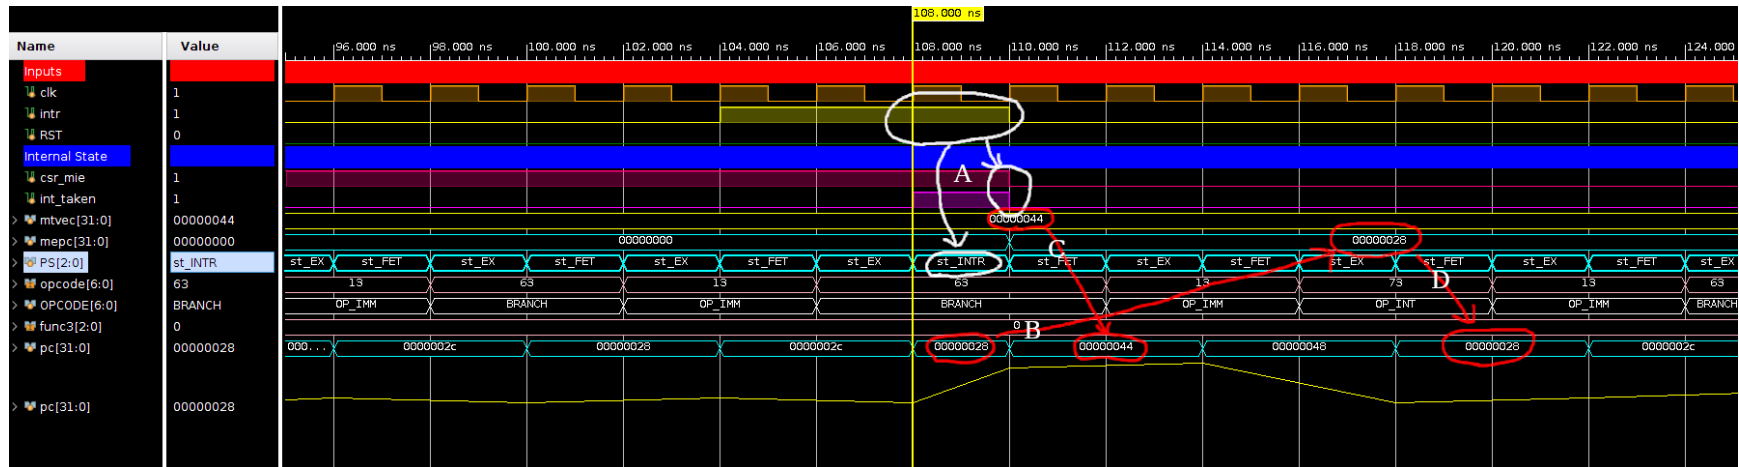 108.000 ns
Name Value
96.000 ns 98.000 ns 100.000 ns 102.000 ns 104.000 ns 106.000 ns 108.000 ns 110.000 ns 112.000 ns 114.000 ns 116.000 ns 118.000 ns 120.000 ns 122.000 ns 124.000
Inputs
clk 1
intr 1
RST 0
Internal State
csr_mie 1 A
int_taken 1
mtvec[31:0] 00000044 00000044
mepc[31:0] 00000000 00000000 C 00000028
PS[2:0] st_INTR st_EX st_FET st_EX st_FET st_EX st_FET st_EX st_INTR st_FET st_EX st_FET st_EX st_FET st_EX st_FET st_EX
opcode[6:0] 63 13 63 13 63 13 73 D 13 63
OPCODE[6:0] BRANCH OP_IMM BRANCH OP_IMM BRANCH OP_IMM OP_INT OP_IMM BRANCH
func3[2:0] 0 0 B
pc[31:0] 00000028 000... 0000002c 00000028 0000002c 00000028 00000044 00000048 00000028 0000002c
pc[31:0] 00000028